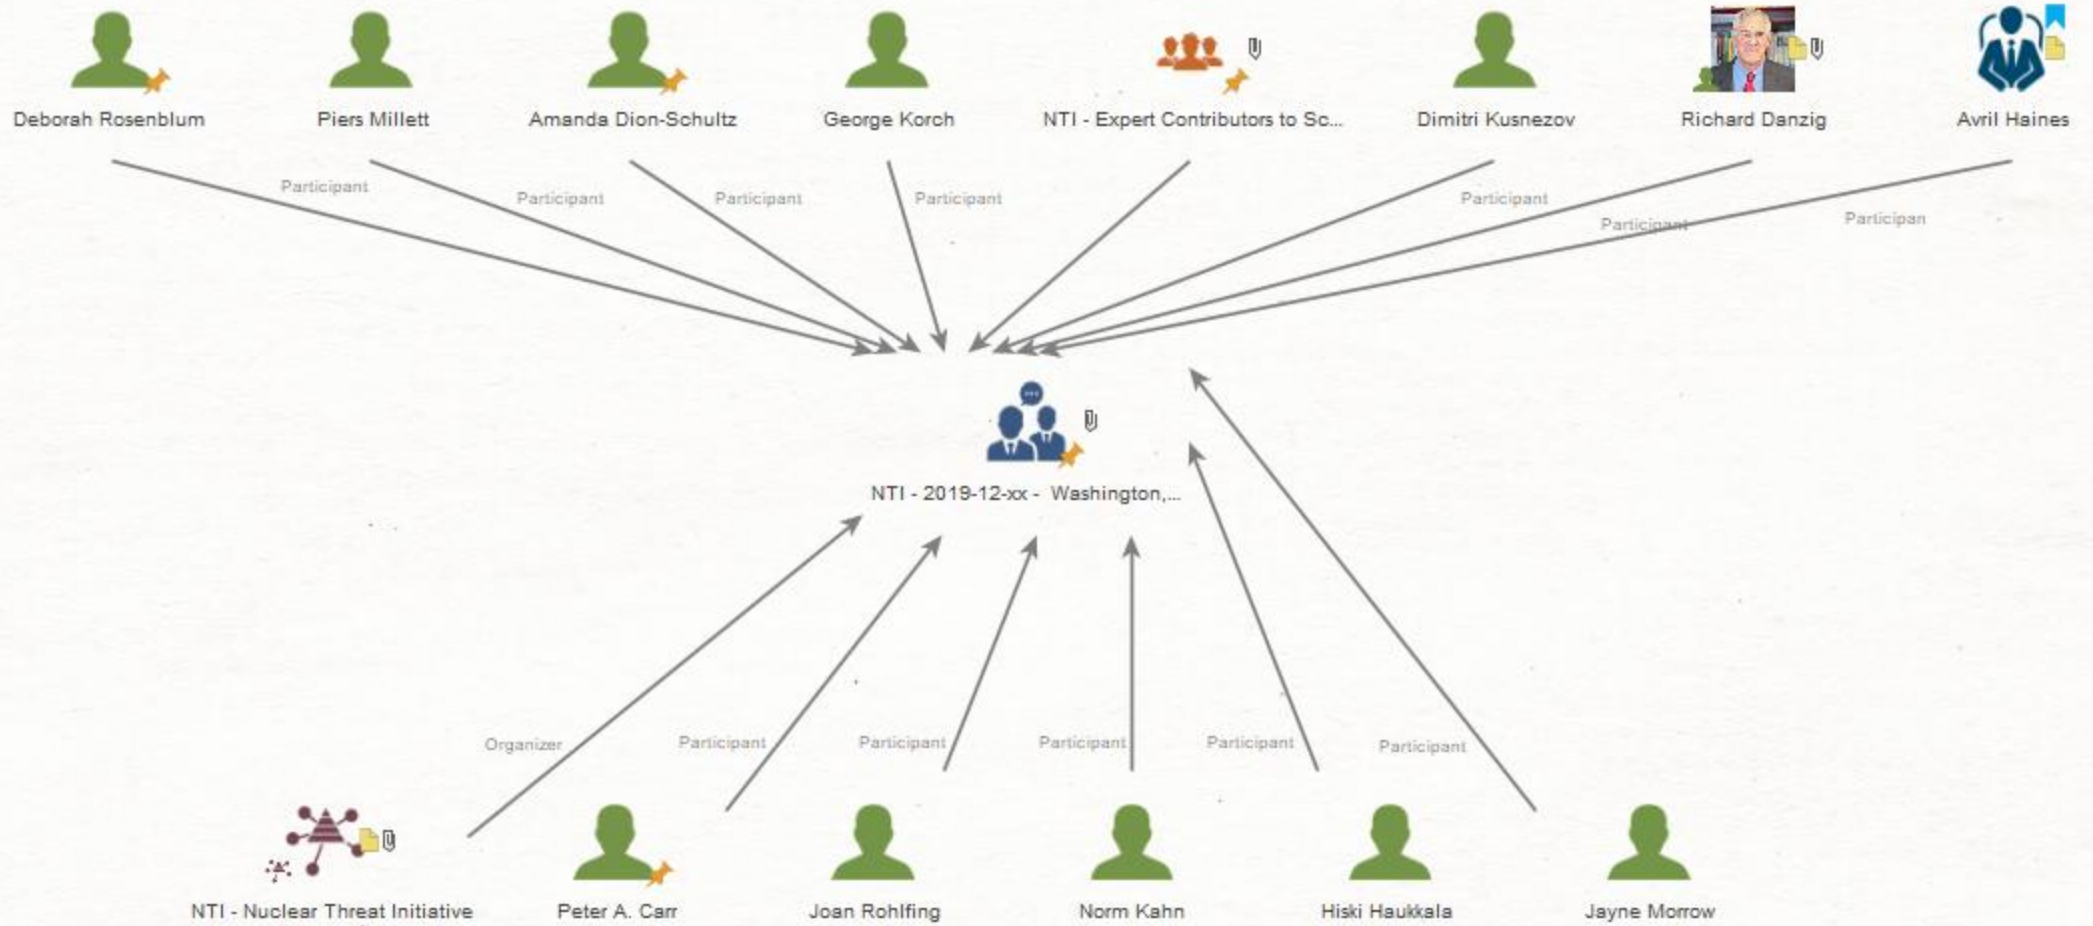 Deborah Rosenblum
Piers Millett
Amanda Dion-Schultz
George Korch
NTI - Expert Contributors to Sc...
Dimitri Kusnezov
Richard Danzig
Avril Haines
Participant
Participant
Participant
Participant
Participant
Participant
Participan
NTI - 2019-12-xx - Washington,...
Organizer
Participant
Participant
Participant
Participant
Participant
NTI - Nuclear Threat Initiative
Peter A. Carr
Joan Rohlfing
Norm Kahn
Hiski Haukkala
Jayne Morrow